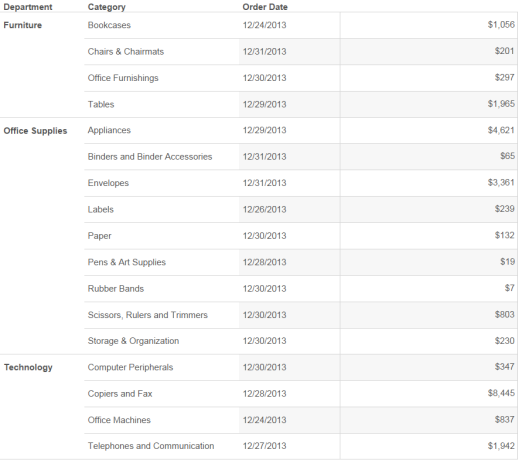 Department Category Order Date
Furniture Bookcases 12/24/2013 $1,056
Chairs & Chairmats 12/31/2013 $201
Office Furnishings 12/30/2013 $297
Tables 12/29/2013 $1,965
Office Supplies Appliances 12/29/2013 $4,621
Binders and Binder Accessories 12/31/2013 $65
Envelopes 12/31/2013 $3,361
Labels 12/26/2013 $239
Paper 12/30/2013 $132
Pens & Art Supplies 12/28/2013 $19
Rubber Bands 12/30/2013 $7
Scissors, Rulers and Trimmers 12/30/2013 $803
Storage & Organization 12/30/2013 $230
Technology Computer Peripherals 12/30/2013 $347
Copiers and Fax 12/28/2013 $8,445
Office Machines 12/24/2013 $837
Telephones and Communication 12/27/2013 $1,942